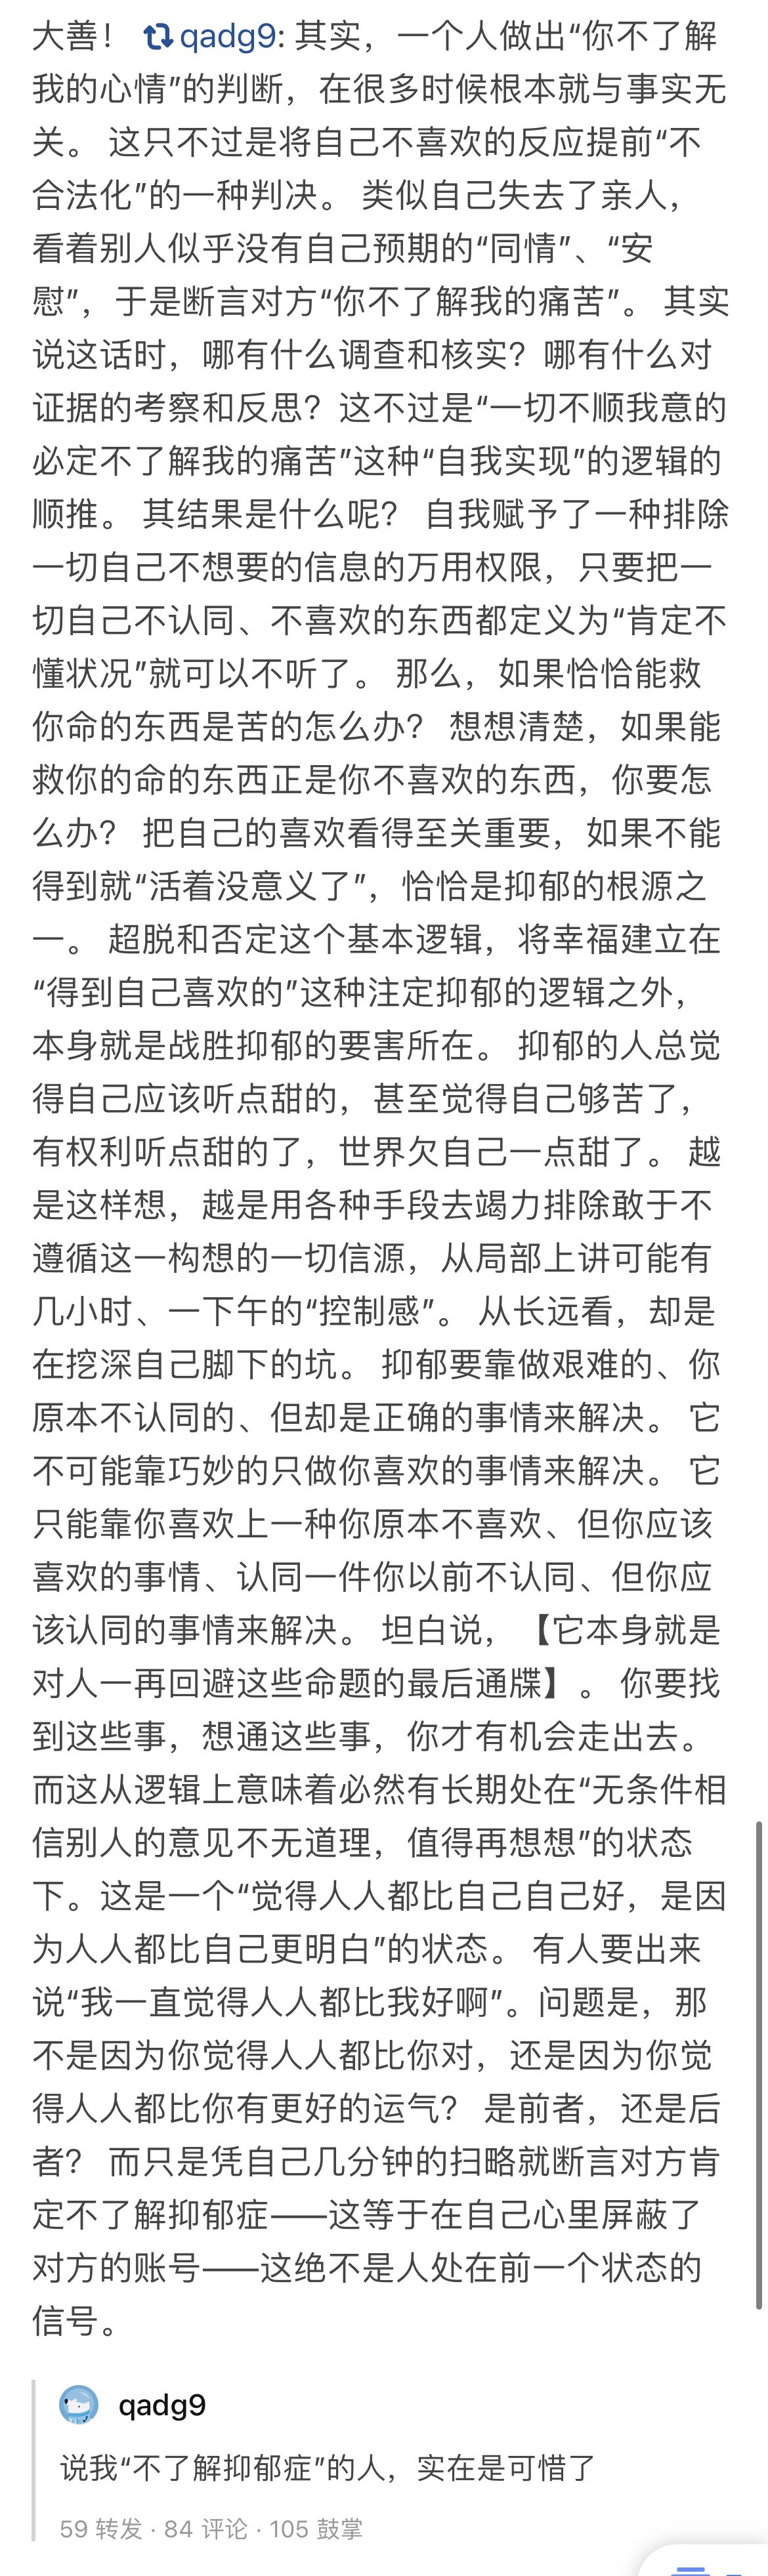 大善！ qadg9: 其实，一个人做出“你不了解
我的心情”的判断，在很多时候根本就与事实无
关。 这只不过是将自己不喜欢的反应提前“不
合法化”的一种判决。 类似自己失去了亲人，
看着别人似乎没有自己预期的“同情”、“安
慰”，于是断言对方“你不了解我的痛苦”。 其实
说这话时，哪有什么调查和核实？哪有什么对
证据的考察和反思？这不过是“一切不顺我意的
必定不了解我的痛苦”这种“自我实现”的逻辑的
顺推。 其结果是什么呢？ 自我赋予了一种排除
一切自己不想要的信息的万用权限，只要把一
切自己不认同、不喜欢的东西都定义为“肯定不
懂状况”就可以不听了。 那么，如果恰恰能救
你命的东西是苦的怎么办？ 想想清楚，如果能
救你的命的东西正是你不喜欢的东西，你要怎
么办？ 把自己的喜欢看得至关重要，如果不能
得到就“活着没意义了”，恰恰是抑郁的根源之
一。 超脱和否定这个基本逻辑，将幸福建立在
“得到自己喜欢的”这种注定抑郁的逻辑之外，
本身就是战胜抑郁的要害所在。 抑郁的人总觉
得自己应该听点甜的，甚至觉得自己够苦了，
有权利听点甜的了，世界欠自己一点甜了。 越
是这样想，越是用各种手段去竭力排除敢于不
遵循这一构想的一切信源，从局部上讲可能有
几小时、一下午的“控制感”。 从长远看，却是
在挖深自己脚下的坑。 抑郁要靠做艰难的、你
原本不认同的、但却是正确的事情来解决。 它
不可能靠巧妙的只做你喜欢的事情来解决。 它
只能靠你喜欢上一种你原本不喜欢、但你应该
喜欢的事情、认同一件你以前不认同、但你应
该认同的事情来解决。 坦白说，【它本身就是
对人一再回避这些命题的最后通牒】。 你要找
到这些事，想通这些事，你才有机会走出去。
而这从逻辑上意味着必然有长期处在“无条件相
信别人的意见不无道理，值得再想想”的状态
下。这是一个“觉得人人都比自己自己好，是因
为人人都比自己更明白”的状态。 有人要出来
说“我一直觉得人人都比我好啊”。问题是，那
不是因为你觉得人人都比你对，还是因为你觉
得人人都比你有更好的运气？ 是前者，还是后
者？ 而只是凭自己几分钟的扫略就断言对方肯
定不了解抑郁症——这等于在自己心里屏蔽了
对方的账号——这绝不是人处在前一个状态的
信号。
qadg9
说我“不了解抑郁症”的人，实在是可惜了
59 转发 · 84 评论 · 105 鼓掌